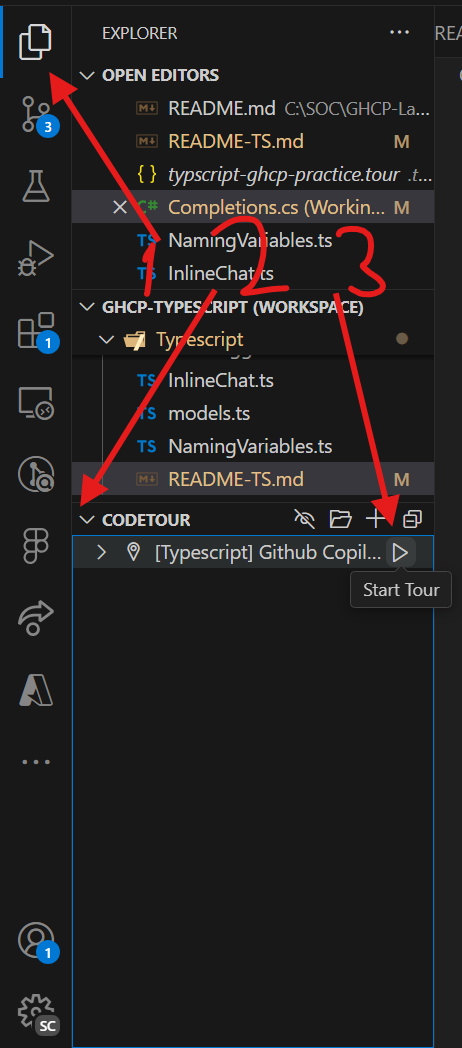 EXPLORER ...
REA
OPEN EDITORS
README.md C:\SOC\GHCP-La...
README-TS.md M
{ } typscript-ghcp-practice.tour .t...
C# Completions.cs (Workin... M
TS NamingVariables.ts
TS InlineChat.ts
1 2 3
GHCP-TYPESCRIPT (WORKSPACE)
Typescript
TS InlineChat.ts
TS models.ts
TS NamingVariables.ts
README-TS.md M
CODETOUR
[Typescript] Github Copil...
Start Tour
3
1
1
SC